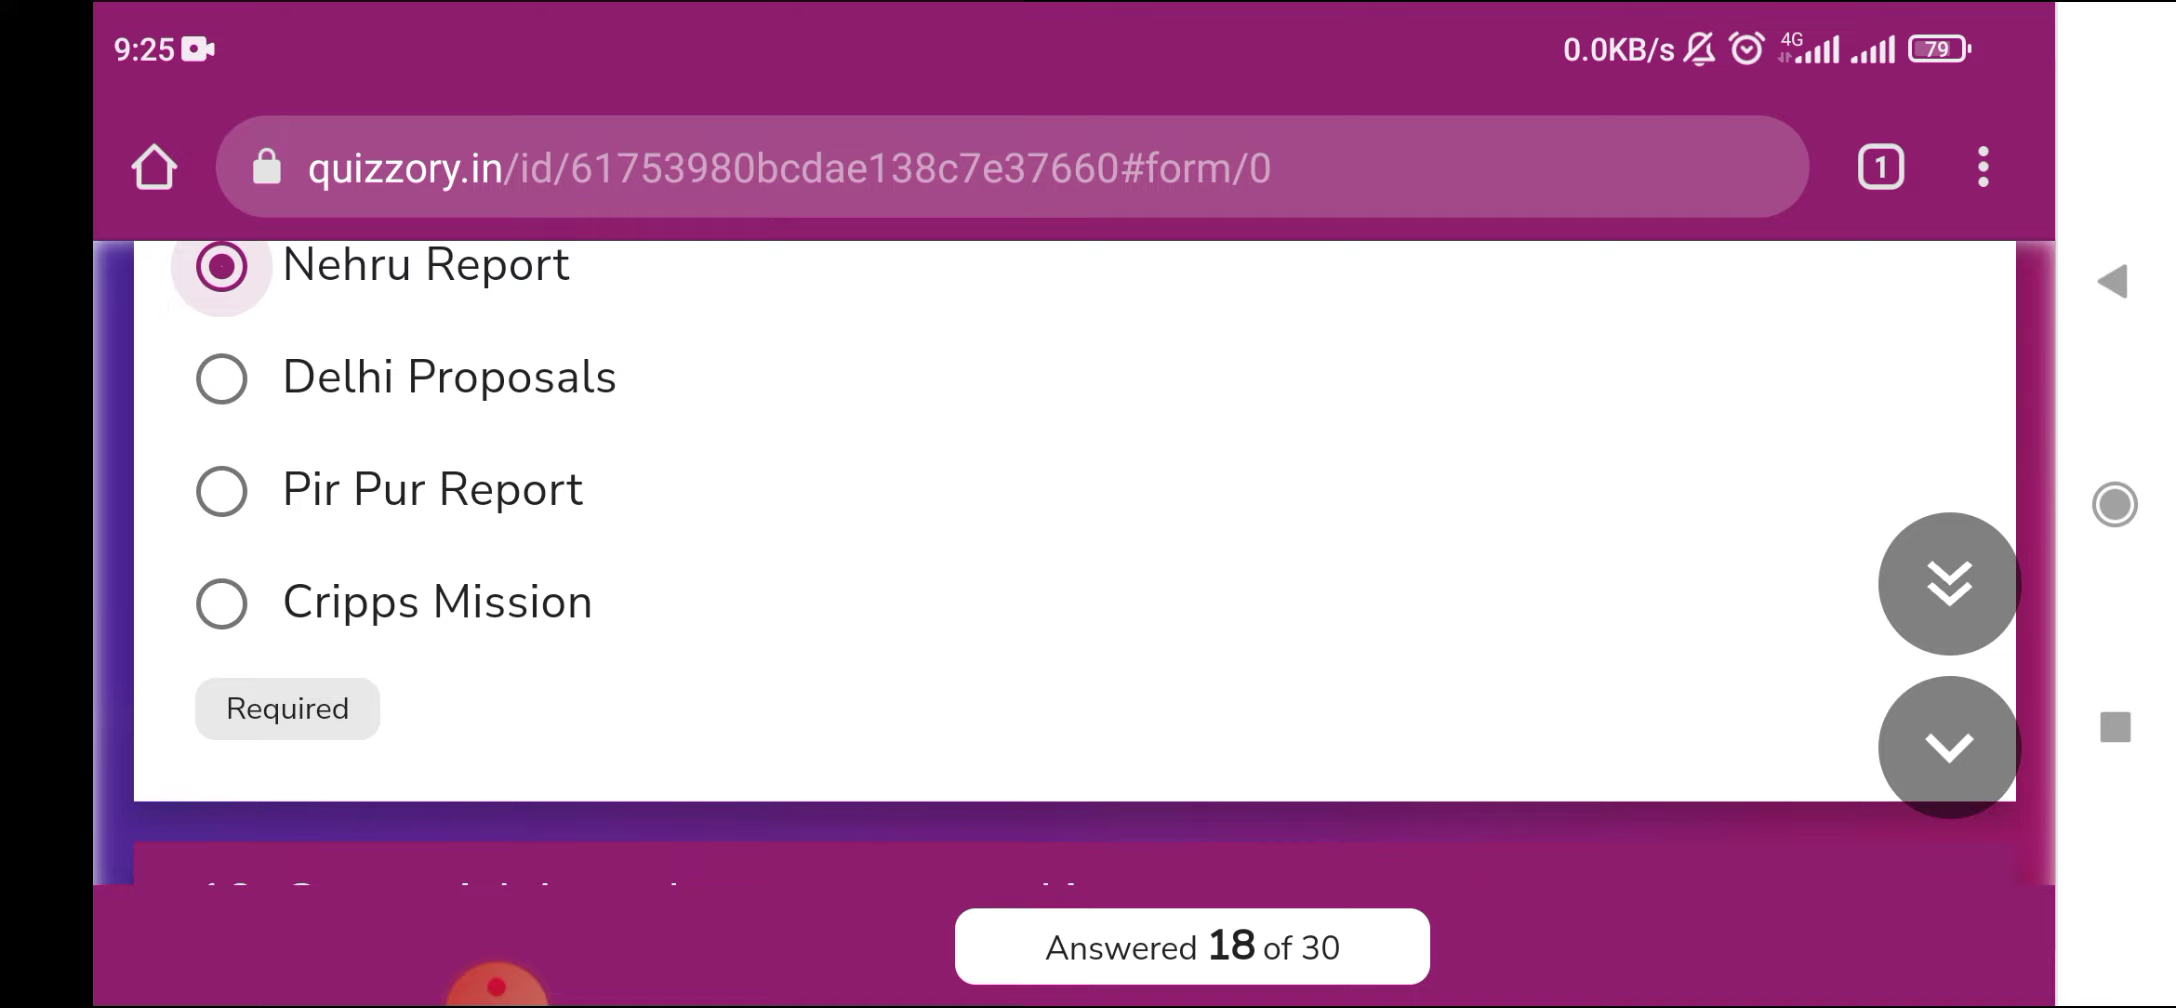 9:25
0.0KB/s 4G 79
quizzory.in/id/61753980bcdae138c7e37660#form/0
1
Nehru Report
Delhi Proposals
Pir Pur Report
Cripps Mission
Required
Answered 18 of 30